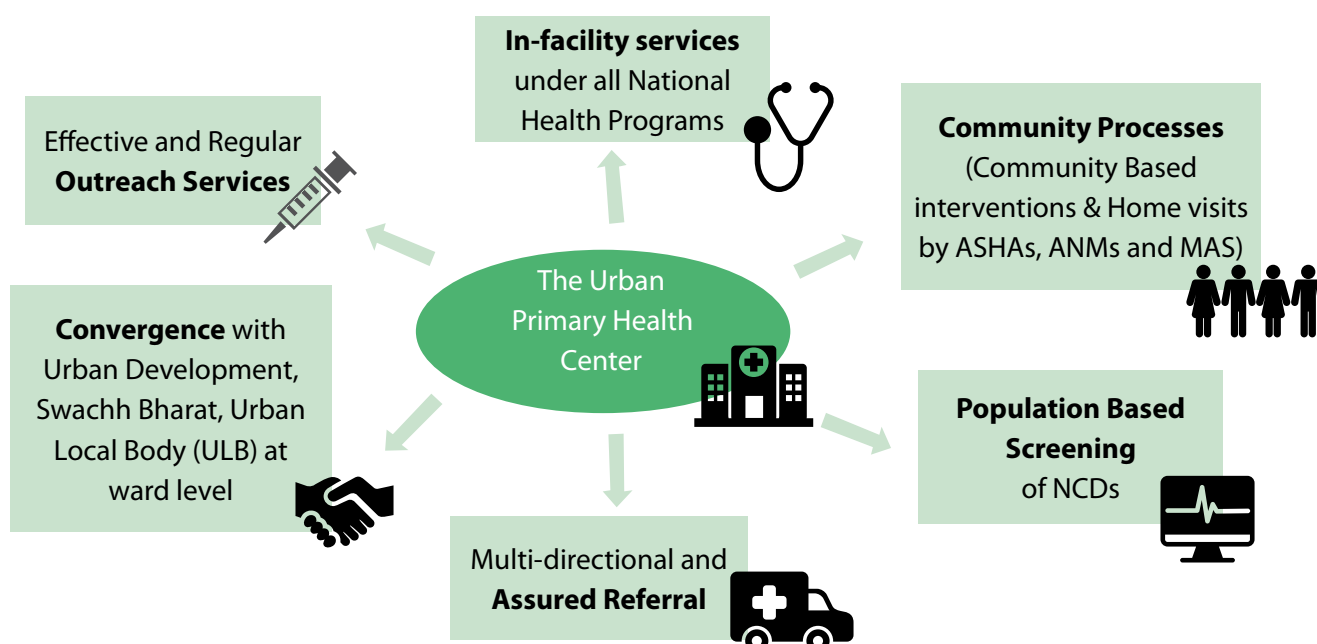 In-facility services
under all National
Health Programs
Effective and Regular
Outreach Services
Community Processes
(Community Based
interventions & Home visits
by ASHAs, ANMs and MAS)
The Urban
Primary Health
Center
Convergence with
Urban Development,
Swachh Bharat, Urban
Local Body (ULB) at
ward level
Population Based
Screening
of NCDs
Multi-directional and
Assured Referral